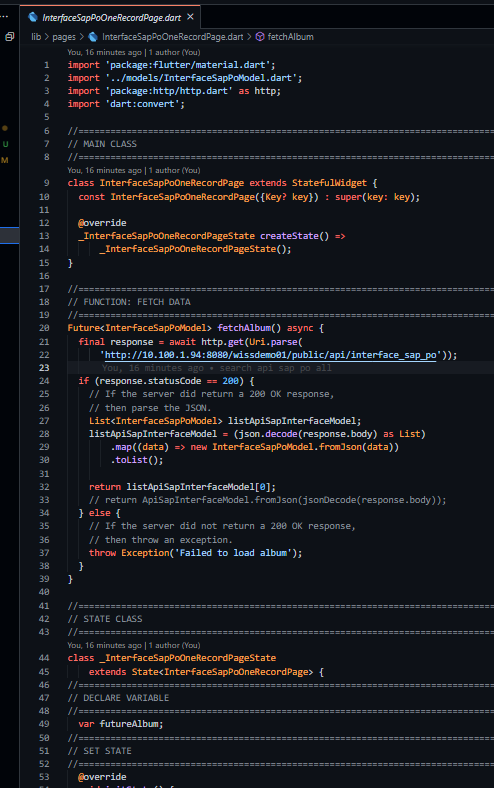 InterfaceSapPoOneRecordPage.dart ×
lib > pages > InterfaceSapPoOneRecordPage.dart > fetchAlbum
You, 16 minutes ago | 1 author (You)
1 import 'package:flutter/material.dart';
2 import '../models/InterfaceSapPoModel.dart';
3 import 'package:http/http.dart' as http;
4 import 'dart:convert';
5
6 //==============================================================================
7 // MAIN CLASS
8 //==============================================================================
You, 16 minutes ago | 1 author (You)
9 class InterfaceSapPoOneRecordPage extends StatefulWidget {
10 const InterfaceSapPoOneRecordPage({Key? key}) : super(key: key);
11
12 @override
13 _InterfaceSapPoOneRecordPageState createState() =>
14 _InterfaceSapPoOneRecordPageState();
15 }
16
17 //==============================================================================
18 // FUNCTION: FETCH DATA
19 //==============================================================================
20 Future<InterfaceSapPoModel> fetchAlbum() async {
21 final response = await http.get(Uri.parse(
22 'http://10.100.1.94:8080/wissdemo01/public/api/interface_sap_po'));
23 You, 16 minutes ago • search api sap po all
24 if (response.statusCode == 200) {
25 // If the server did return a 200 OK response,
26 // then parse the JSON.
27 List<InterfaceSapPoModel> listApiSapInterfaceModel;
28 listApiSapInterfaceModel = (json.decode(response.body) as List)
29 .map((data) => new InterfaceSapPoModel.fromJson(data))
30 .toList();
31
32 return listApiSapInterfaceModel[0];
33 // return ApiSapInterfaceModel.fromJson(jsonDecode(response.body));
34 } else {
35 // If the server did not return a 200 OK response,
36 // then throw an exception.
37 throw Exception('Failed to load album');
38 }
39 }
40
41 //==============================================================================
42 // STATE CLASS
43 //==============================================================================
You, 16 minutes ago | 1 author (You)
44 class _InterfaceSapPoOneRecordPageState
45 extends State<InterfaceSapPoOneRecordPage> {
46 //==============================================================================
47 // DECLARE VARIABLE
48 //==============================================================================
49 var futureAlbum;
50 //==============================================================================
51 // SET STATE
52 //==============================================================================
53 @override
U
M